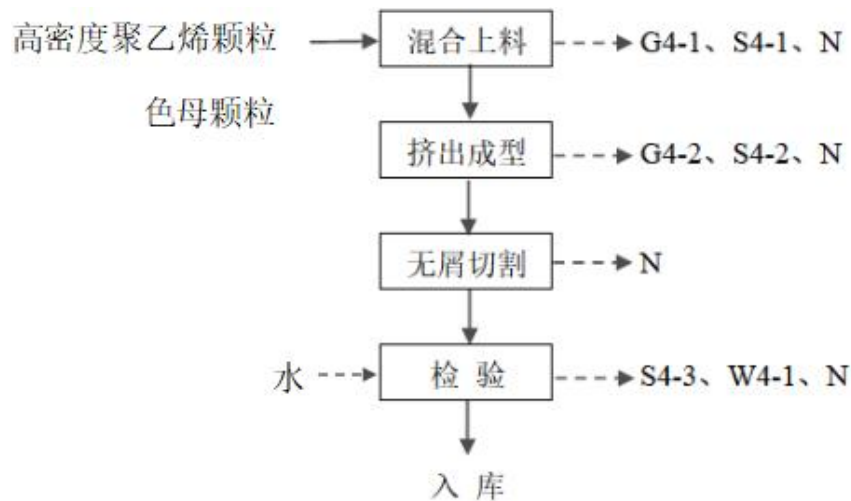 高密度聚乙烯颗粒
混合上料
G4-1、S4-1、N
色母颗粒
挤出成型
G4-2、S4-2、N
无屑切割
N
水
检 验
S4-3、W4-1、N
入 库